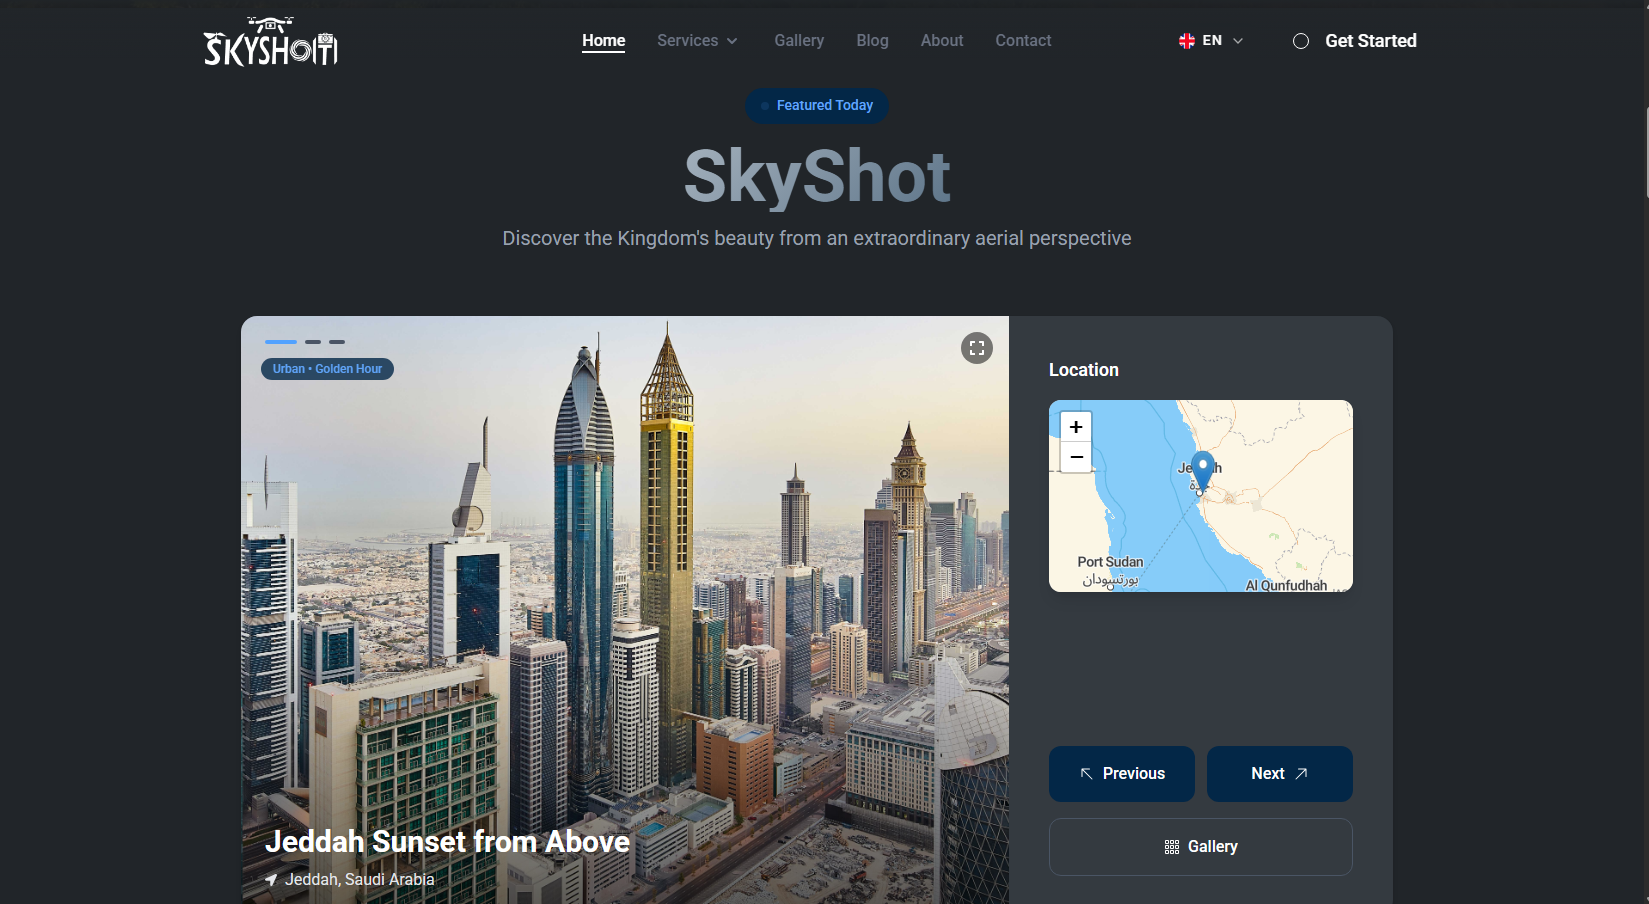 SKYSHOT
Home
Services
Gallery
Blog
About
Contact
EN
Get Started
Featured Today
SkyShot
Discover the Kingdom's beauty from an extraordinary aerial perspective
Urban • Golden Hour
Jeddah Sunset from Above
Jeddah, Saudi Arabia
Location
+
−
Port Sudan
بورتسودان
Al Qunfudhah
Previous
Next
Gallery